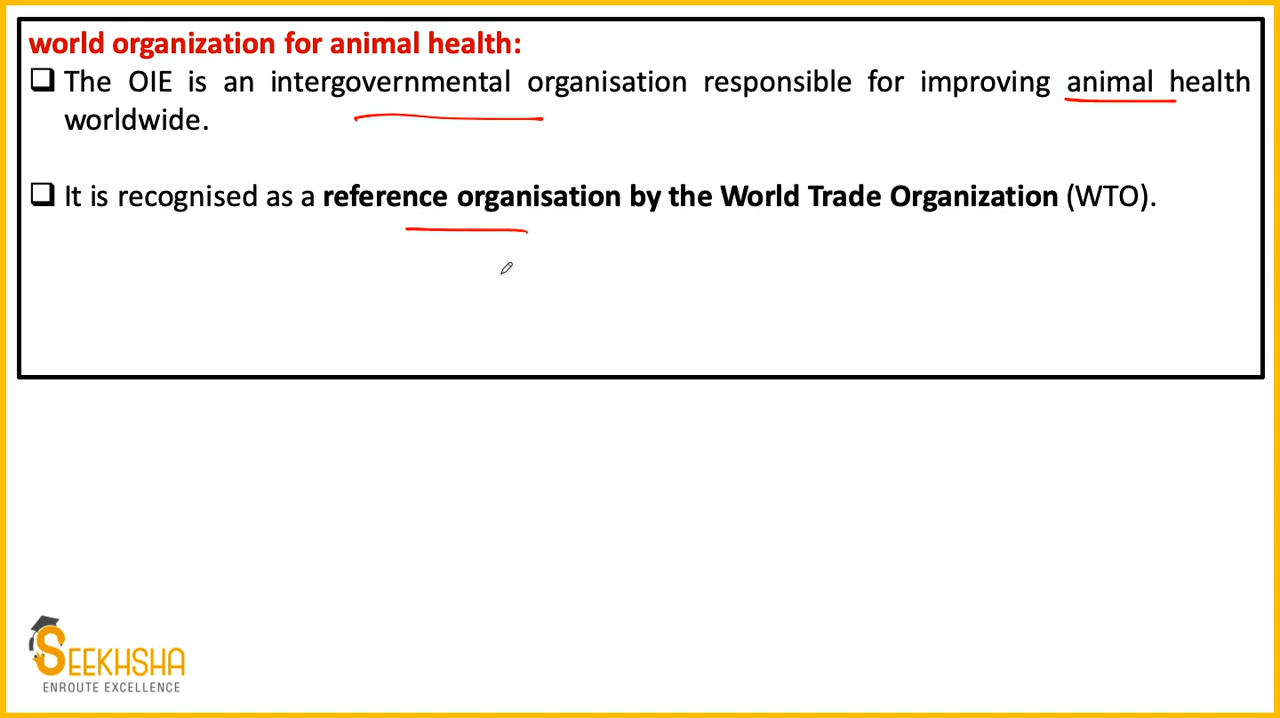 world organization for animal health:
❑ The OIE is an intergovernmental organisation responsible for improving animal health
worldwide.
❑ It is recognised as a reference organisation by the World Trade Organization (WTO).
SEEKHSHA
ENROUTE EXCELLENCE